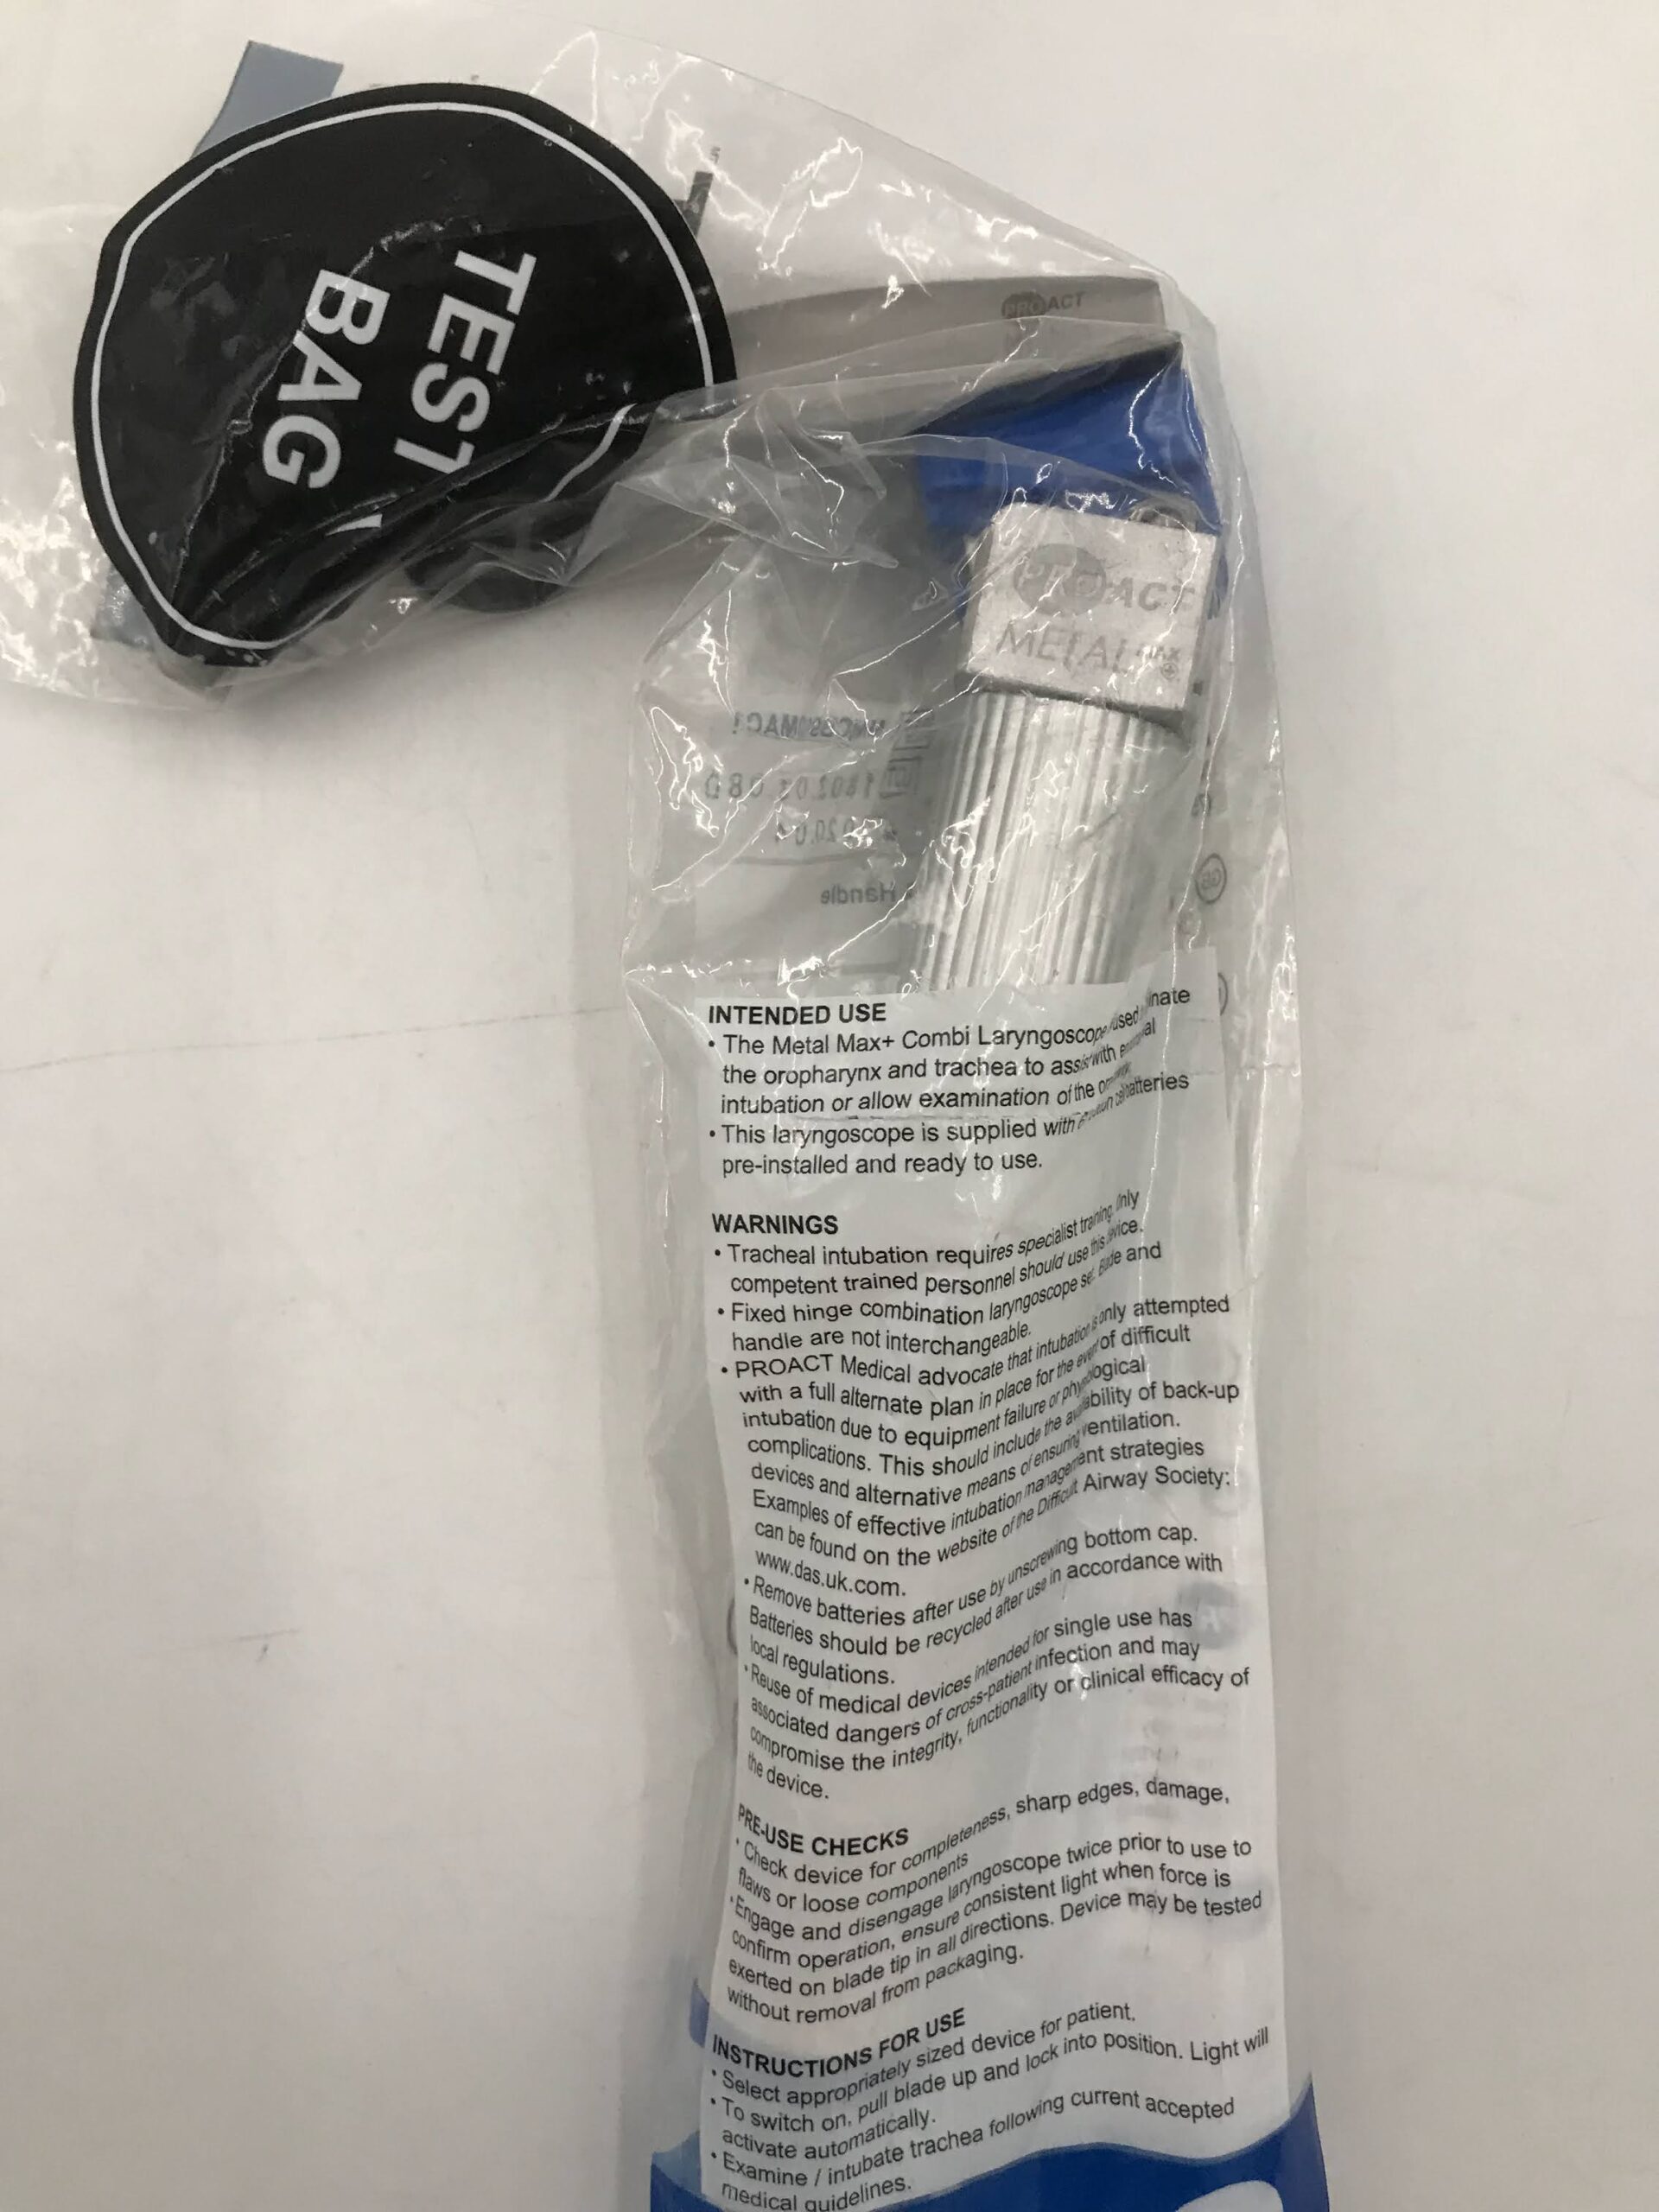 TEST
BAG
PROACT
PROACT
METAL MAX
Handle
INTENDED USE
• The Metal Max+ Combi Laryngoscope used
the oropharynx and trachea to assist with
intubation or allow examination of the
• This laryngoscope is supplied with batteries
pre-installed and ready to use.
WARNINGS
• Tracheal intubation requires specialist training. Only
competent trained personnel should use this device.
• Fixed hinge combination laryngoscope set. Blade and
handle are not interchangeable.
• PROACT Medical advocate that intubation is only attempted
with a full alternate plan in place for the event of difficult
intubation due to equipment failure or physiological
complications. This should include the availability of back-up
devices and alternative means of ensuring ventilation.
Examples of effective intubation management strategies
can be found on the website of the Difficult Airway Society:
www.das.uk.com.
• Remove batteries after use by unscrewing bottom cap.
Batteries should be recycled after use in accordance with
local regulations.
• Reuse of medical devices intended for single use has
associated dangers of cross-patient infection and may
compromise the integrity, functionality or clinical efficacy of
the device.
PRE-USE CHECKS
• Check device for completeness, sharp edges, damage,
flaws or loose components
• Engage and disengage laryngoscope twice prior to use to
confirm operation, ensure consistent light when force is
exerted on blade tip in all directions. Device may be tested
without removal from packaging.
INSTRUCTIONS FOR USE
• Select appropriately sized device for patient.
• To switch on, pull blade up and lock into position. Light will
activate automatically.
• Examine / intubate trachea following current accepted
medical guidelines.